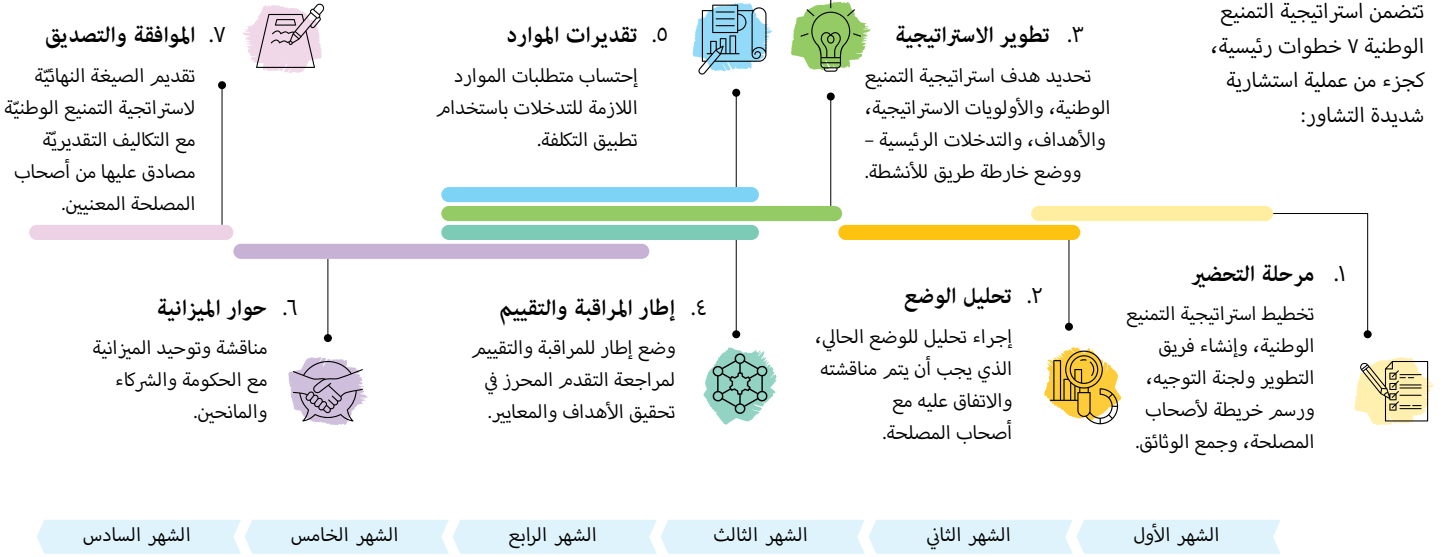 تتضمن استراتيجية التمنيع
الوطنية ٧ خطوات رئيسية،
كجزء من عملية استشارية
شديدة التشاور:
١. مرحلة التحضير
تخطيط استراتيجية التمنيع
الوطنية، وإنشاء فريق
التطوير ولجنة التوجيه،
ورسم خريطة لأصحاب
المصلحة، وجمع الوثائق.
٢. تحليل الوضع
إجراء تحليل للوضع الحالي،
الذي يجب أن يتم مناقشته
والاتفاق عليه مع
أصحاب المصلحة.
٣. تطوير الاستراتيجية
تحديد هدف استراتيجية التمنيع
الوطنية، والأولويات الاستراتيجية،
والأهداف، والتدخلات الرئيسية –
ووضع خارطة طريق للأنشطة.
٤. إطار المراقبة والتقييم
وضع إطار للمراقبة والتقييم
لمراجعة التقدم المحرز في
تحقيق الأهداف والمعايير.
٥. تقديرات الموارد
إحتساب متطلبات الموارد
اللازمة للتدخلات باستخدام
تطبيق التكلفة.
٦. حوار الميزانية
مناقشة وتوحيد الميزانية
مع الحكومة والشركاء
والمانحين.
٧. الموافقة والتصديق
تقديم الصيغة النهائيّة
لاستراتجية التمنيع الوطنيّة
مع التكاليف التقديريّة
مصادق عليها من أصحاب
المصلحة المعنيين.
الشهر الأول
الشهر الثاني
الشهر الثالث
الشهر الرابع
الشهر الخامس
الشهر السادس